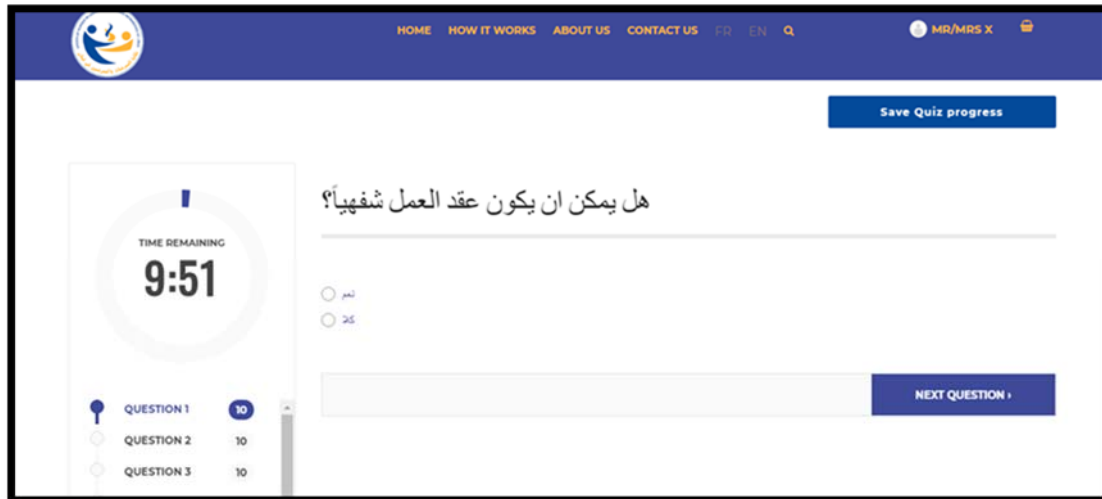 HOME HOW IT WORKS ABOUT US CONTACT US FR EN MR/MRS X
Save Quiz progress
TIME REMAINING
9:51
هل يمكن ان يكون عقد العمل شفهياً؟
نعم
كلا
NEXT QUESTION ›
QUESTION 1 10
QUESTION 2 10
QUESTION 3 10